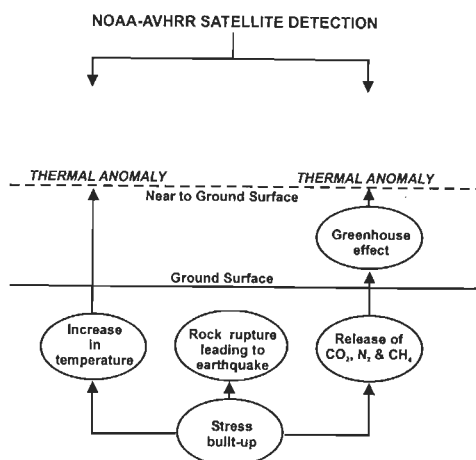 NOAA-AVHRR SATELLITE DETECTION
THERMAL ANOMALY
THERMAL ANOMALY
Near to Ground Surface
Greenhouse
effect
Ground Surface
Increase
in
temperature
Rock rupture
leading to
earthquake
Release of
CO₂, N₂ & CH₄
Stress
built-up